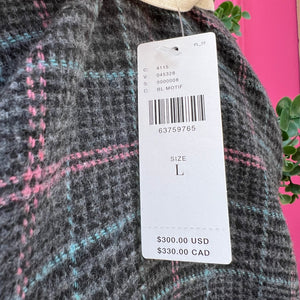 C: 4115
V: 045328
S: 0000008
C: BL MOTIF
63759765
SIZE
L
$300.00 USD
$330.00 CAD